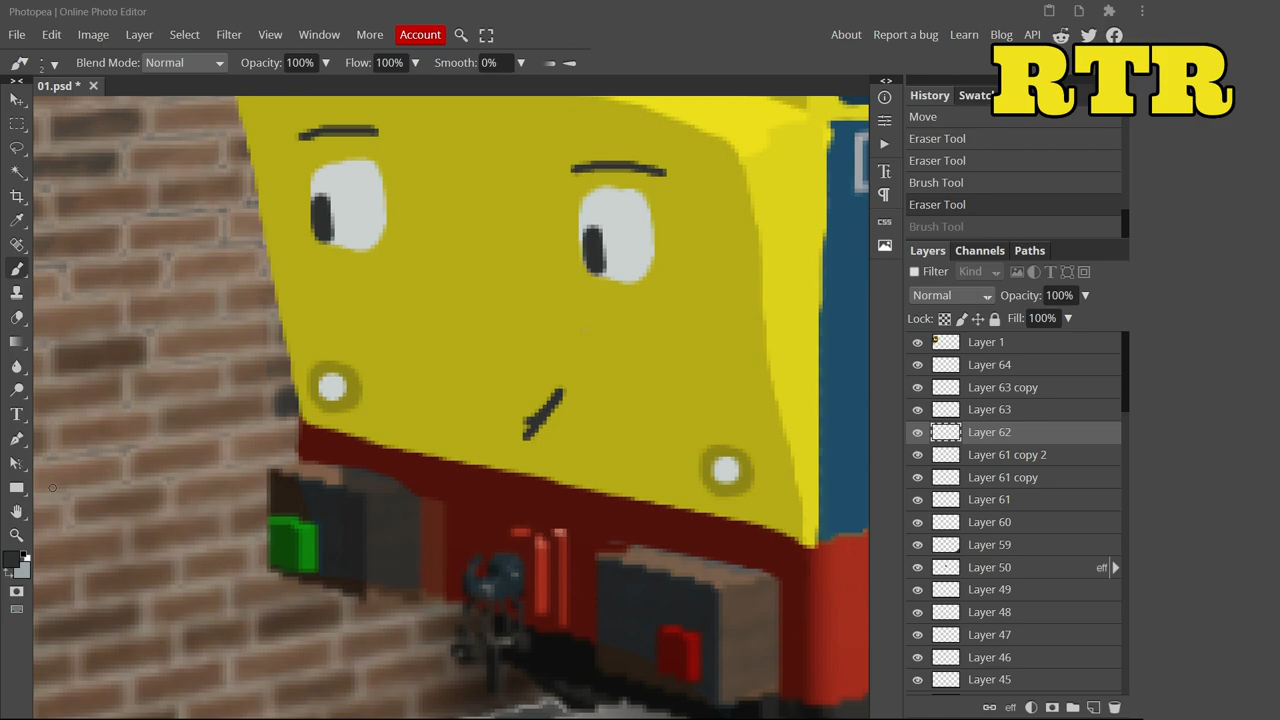 Photopea | Online Photo Editor
File Edit Image Layer Select Filter View Window More Account
About Report a bug Learn Blog API
RTR
2 Blend Mode: Normal Opacity: 100% Flow: 100% Smooth: 0%
01.psd *
History Swatc
Move
Eraser Tool
Eraser Tool
Brush Tool
Eraser Tool
Brush Tool
CSS
Layers Channels Paths
Filter Kind
Normal Opacity: 100%
Lock: Fill: 100%
Layer 1
Layer 64
Layer 63 copy
Layer 63
Layer 62
Layer 61 copy 2
Layer 61 copy
Layer 61
Layer 60
Layer 59
Layer 50 eff
Layer 49
Layer 48
Layer 47
Layer 46
Layer 45
eff